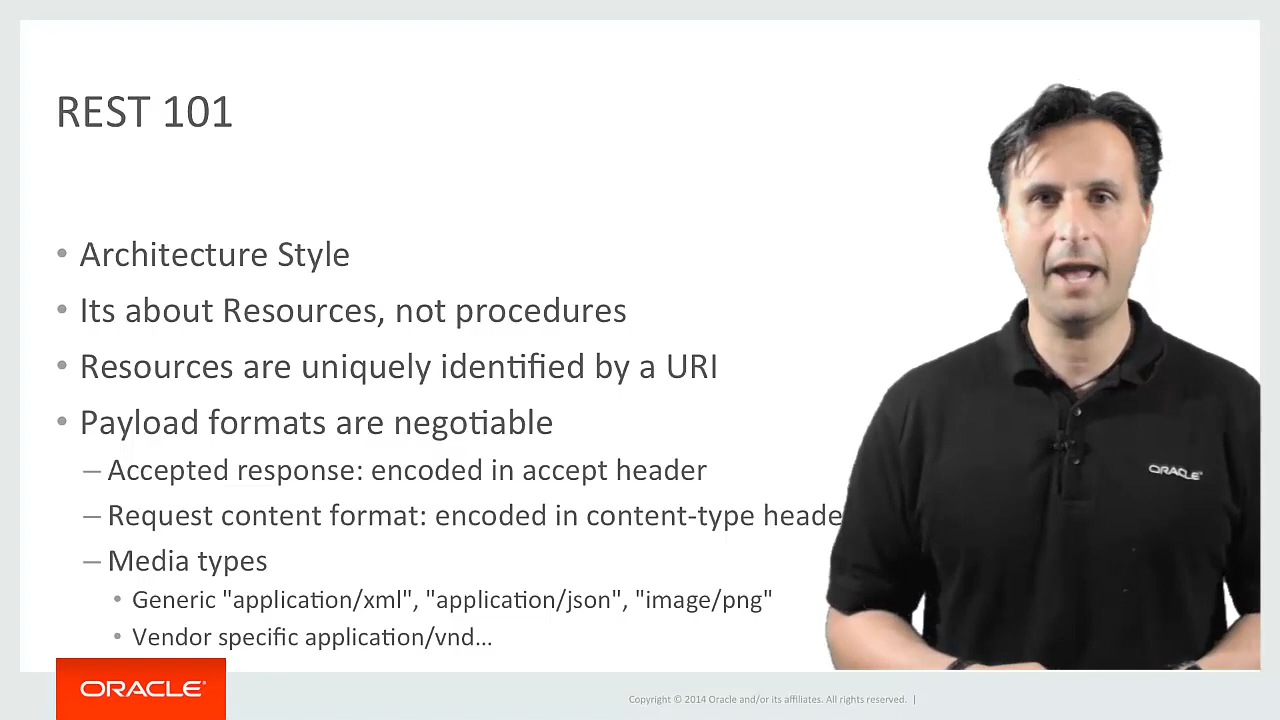 REST 101
• Architecture Style
• Its about Resources, not procedures
• Resources are uniquely identified by a URI
• Payload formats are negotiable
– Accepted response: encoded in accept header
– Request content format: encoded in content-type heade
– Media types
• Generic "application/xml", "application/json", "image/png"
• Vendor specific application/vnd...
ORACLE
ORACLE
Copyright © 2014 Oracle and/or its affiliates. All rights reserved. |